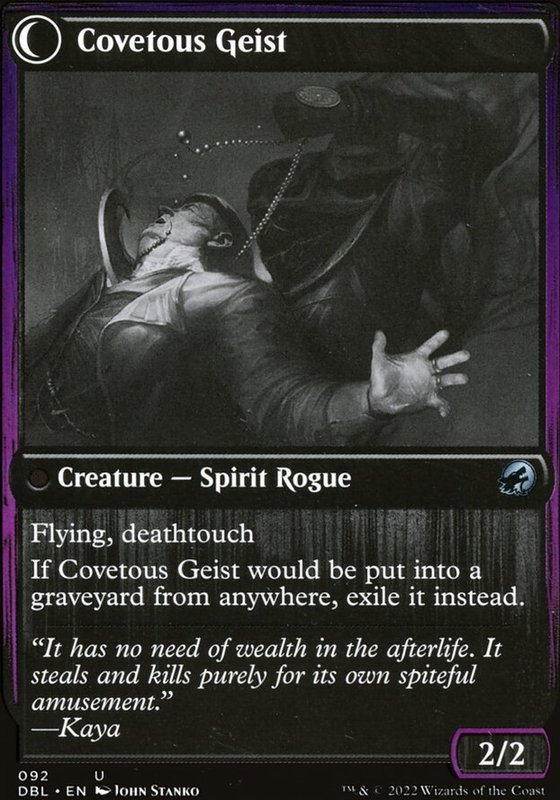 Covetous Geist
Creature — Spirit Rogue
Flying, deathtouch
If Covetous Geist would be put into a
graveyard from anywhere, exile it instead.
“It has no need of wealth in the afterlife. It
steals and kills purely for its own spiteful
amusement.”
—Kaya
2/2
092 U
DBL • EN John Stanko
™ & © 2022 Wizards of the Coast